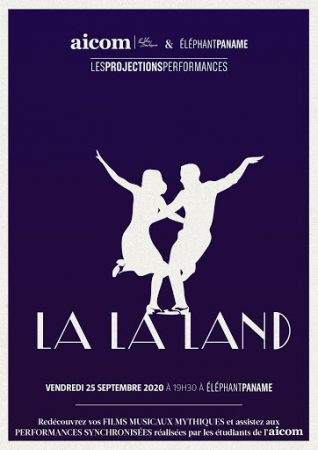 aicom & ÉLÉPHANTPANAME
LESPROJECTIONSPERFORMANCES
LA LA LAND
VENDREDI 25 SEPTEMBRE 2020 À 19H30 À ÉLÉPHANTPANAME
Redécouvrez vos FILMS MUSICAUX MYTHIQUES et assistez aux
PERFORMANCES SYNCHRONISÉES réalisées par les étudiants de l'aicom